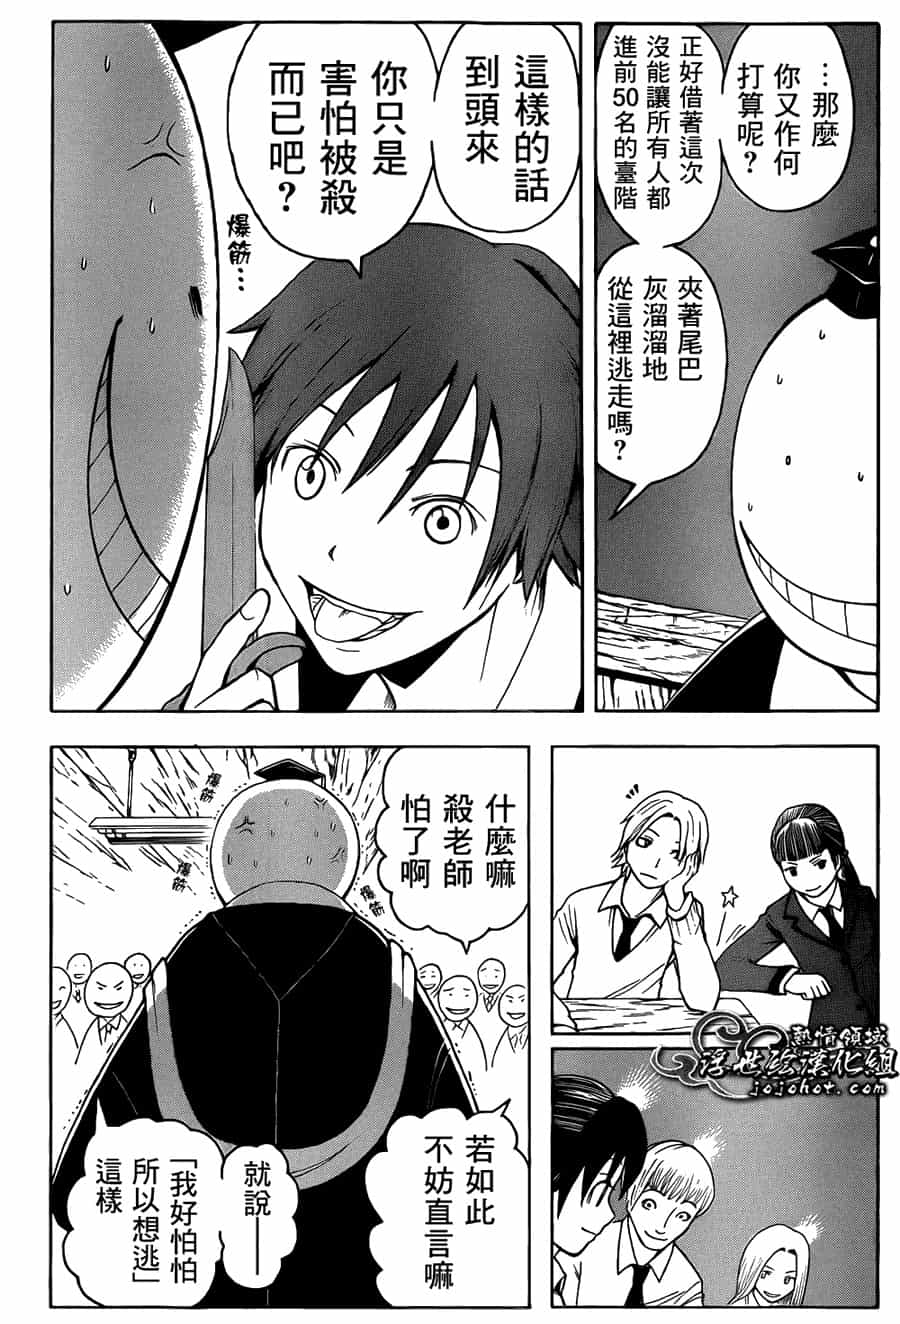 …那麼
你又作何
打算呢？
正好借著這次
沒能讓所有人都
進前50名的臺階
夾著尾巴
灰溜溜地
從這裡逃走嗎？
這樣的話
到頭來
你只是
害怕被殺
而已吧？
爆筋…
什麼嘛
殺老師
怕了啊
爆筋
爆筋
爆筋
若如此
不妨直言嘛
就說──
「我好怕怕
所以想逃」
這樣
熱情領域
浮世绘漢化組
jojohot.com